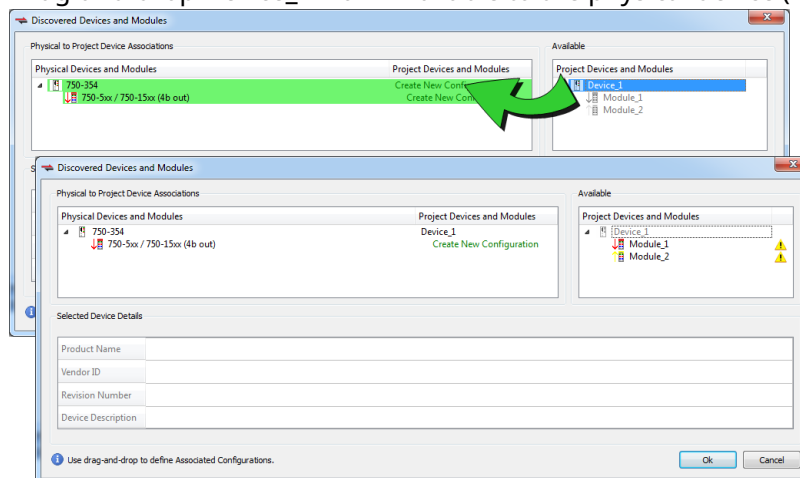 Discovered Devices and Modules
Physical to Project Device Associations
Available
Physical Devices and Modules
Project Devices and Modules
Project Devices and Modules
750-354
Create New
Device_1
750-5xx / 750-15xx (4b out)
Create New
Module_1
Module_2
Discovered Devices and Modules
Physical to Project Device Associations
Available
Physical Devices and Modules
Project Devices and Modules
Project Devices and Modules
750-354
Device_1
Device_1
750-5xx / 750-15xx (4b out)
Create New Configuration
Module_1
Module_2
Selected Device Details
Product Name
Vendor ID
Revision Number
Device Description
Use drag-and-drop to define Associated Configurations.
Ok
Cancel